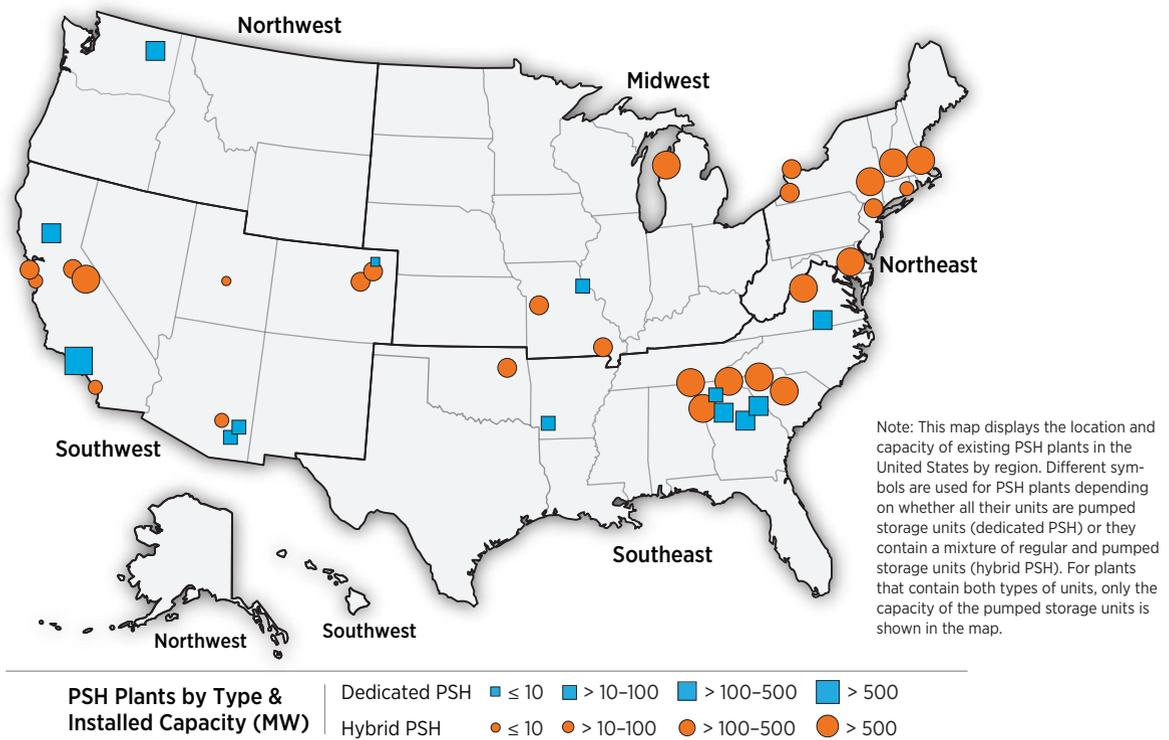 Northwest
Midwest
Northeast
Southwest
Note: This map displays the location and
capacity of existing PSH plants in the
United States by region. Different sym-
bols are used for PSH plants depending
on whether all their units are pumped
storage units (dedicated PSH) or they
contain a mixture of regular and pumped
storage units (hybrid PSH). For plants
that contain both types of units, only the
capacity of the pumped storage units is
shown in the map.
Southeast
Northwest
Southwest
PSH Plants by Type &
Installed Capacity (MW)
Dedicated PSH ≤ 10 > 10–100 > 100–500 > 500
Hybrid PSH ≤ 10 > 10–100 > 100–500 > 500